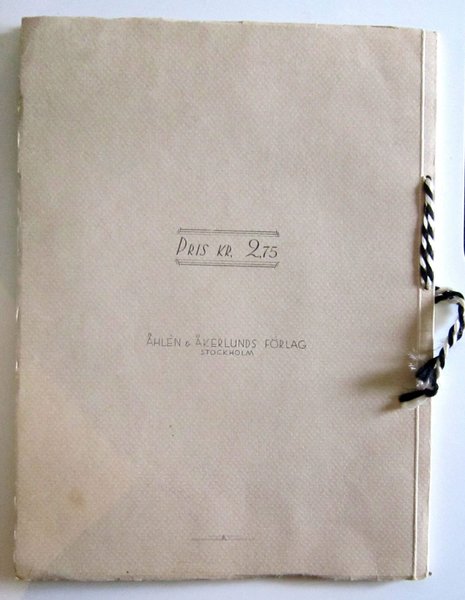 PRIS KR. 2.75
ÅHLÉN & ÅKERLUNDS FÖRLAG
STOCKHOLM